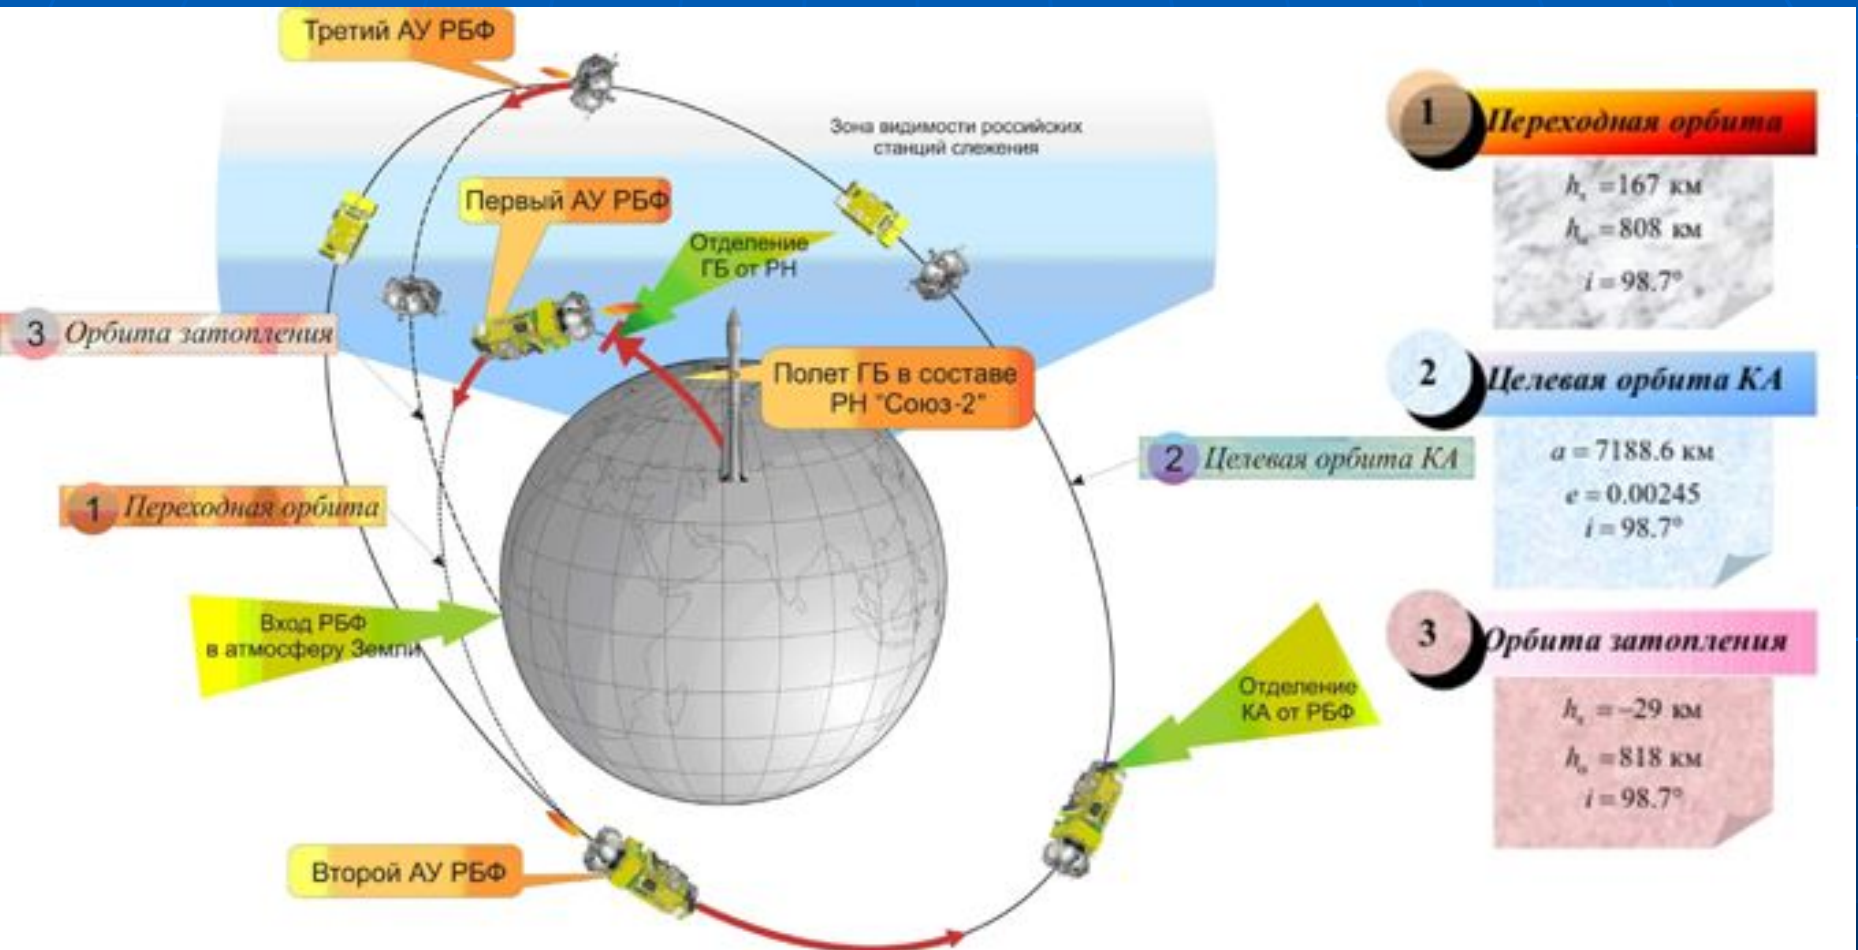 Третий АУ РБФ
Зона видимости российских
станций слежения
Первый АУ РБФ
Отделение
ГБ от РН
3 Орбита затопления
Полет ГБ в составе
РН "Союз-2"
2 Целевая орбита КА
1 Переходная орбита
Вход РБФ
в атмосферу Земли
Отделение
КА от РБФ
Второй АУ РБФ
1 Переходная орбита
h =167 км
h =808 км
i = 98.7°
2 Целевая орбита КА
a = 7188.6 км
e = 0.00245
i = 98.7°
3 Орбита затопления
h =–29 км
h =818 км
i = 98.7°